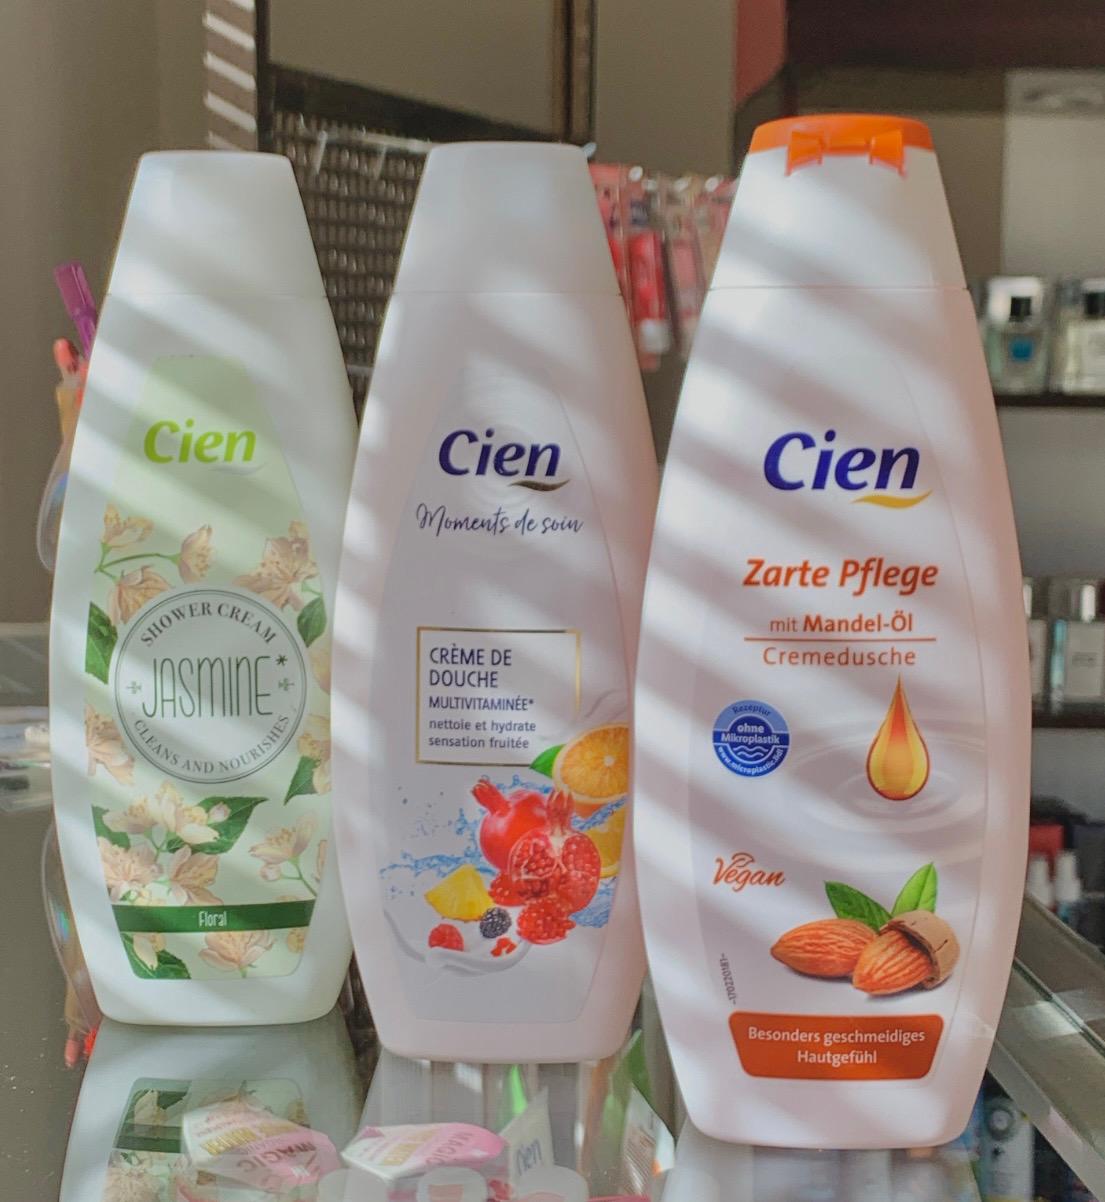 Cien
SHOWER CREAM
JASMINE*
CLEANS AND NOURISHES
Floral
Cien
Moments de soin
CRÈME DE
DOUCHE
MULTIVITAMINÉE*
nettoie et hydrate
sensation fruitée
Cien
Zarte Pflege
mit Mandel-Öl
Cremedusche
Rezeptur
ohne
Mikroplastik
www.microplastic.lidl
Vegan
Besonders geschmeidiges
Hautgefühl